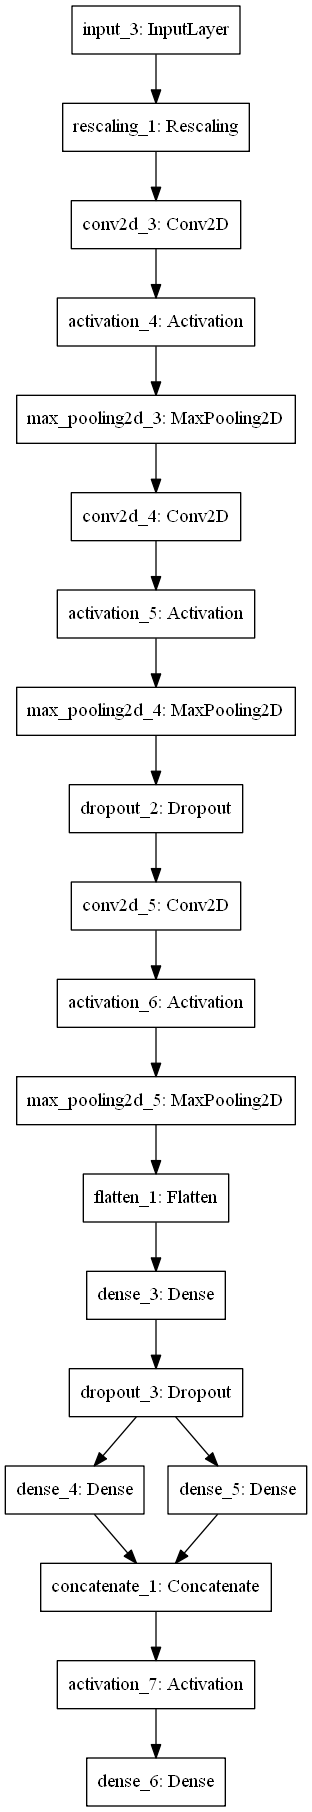 input_3: InputLayer
rescaling_1: Rescaling
conv2d_3: Conv2D
activation_4: Activation
max_pooling2d_3: MaxPooling2D
conv2d_4: Conv2D
activation_5: Activation
max_pooling2d_4: MaxPooling2D
dropout_2: Dropout
conv2d_5: Conv2D
activation_6: Activation
max_pooling2d_5: MaxPooling2D
flatten_1: Flatten
dense_3: Dense
dropout_3: Dropout
dense_4: Dense
dense_5: Dense
concatenate_1: Concatenate
activation_7: Activation
dense_6: Dense